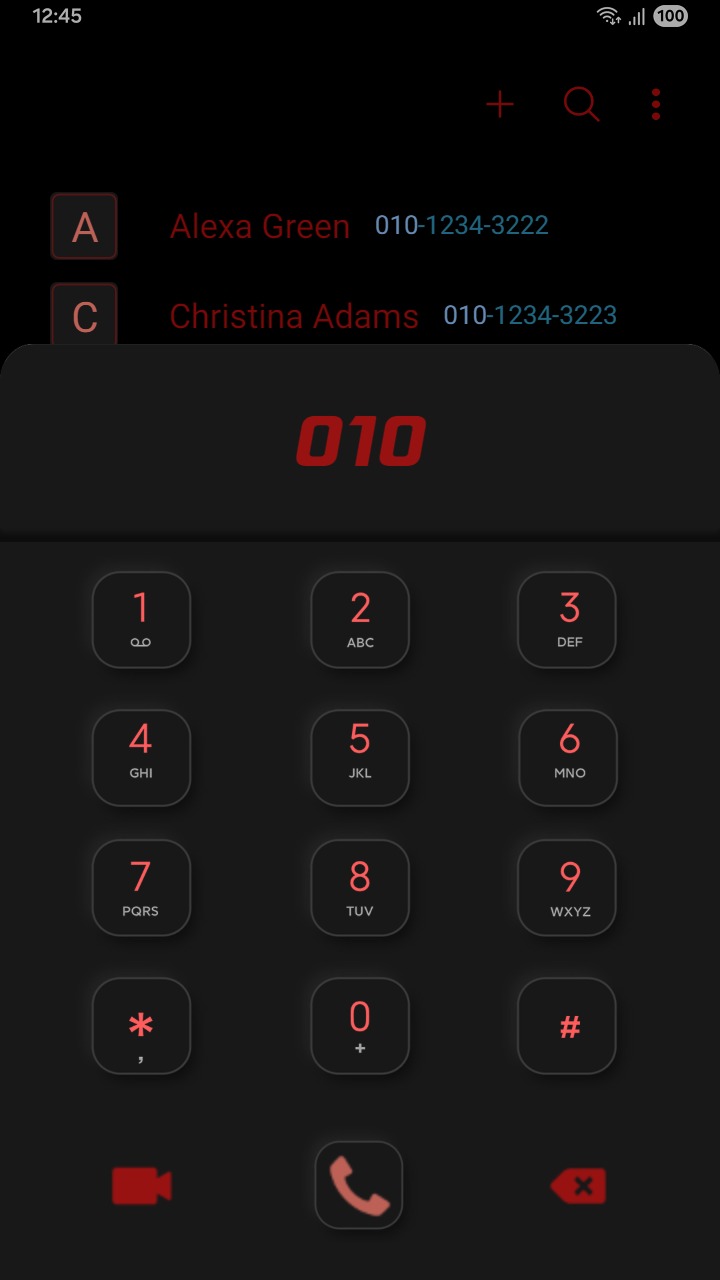 12:45 100
A Alexa Green 010-1234-3222
C Christina Adams 010-1234-3223
010
1 2 3
ABC DEF
4 5 6
GHI JKL MNO
7 8 9
PQRS TUV WXYZ
* 0 #
, +